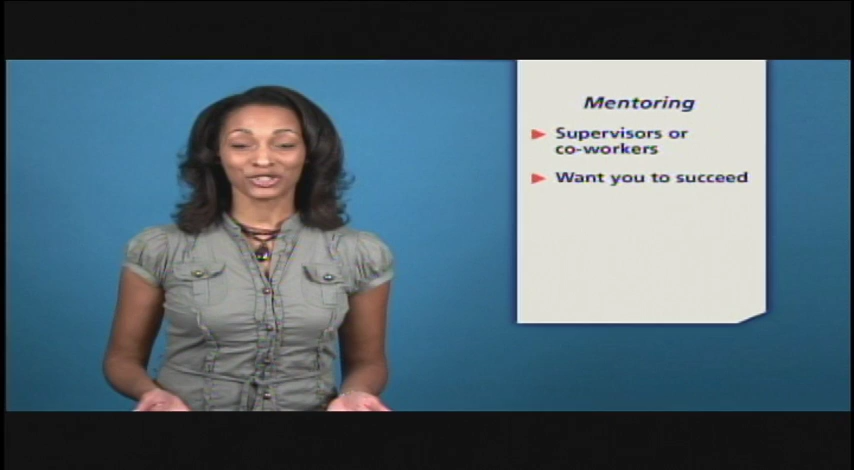 Mentoring
Supervisors or
co-workers
Want you to succeed